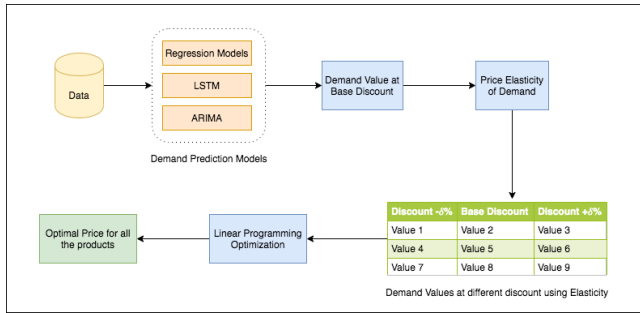 Data
Regression Models
LSTM
ARIMA
Demand Prediction Models
Demand Value at
Base Discount
Price Elasticity
of Demand
Discount -δ% Base Discount Discount +δ%
Value 1 Value 2 Value 3
Value 4 Value 5 Value 6
Value 7 Value 8 Value 9
Demand Values at different discount using Elasticity
Linear Programming
Optimization
Optimal Price for all
the products